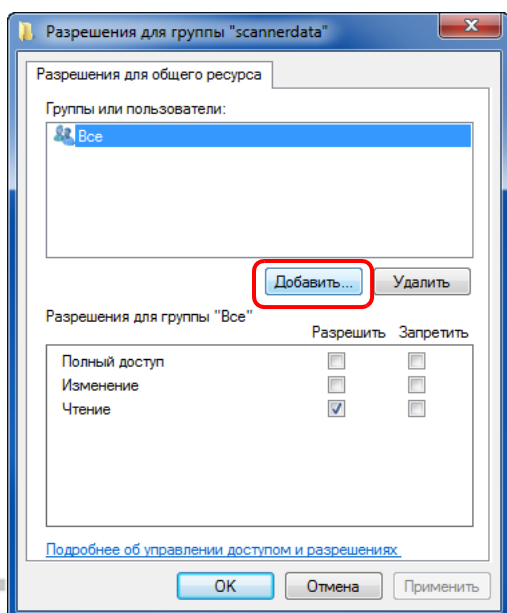 Разрешения для группы "scannerdata"
Разрешения для общего ресурса
Группы или пользователи:
Все
Добавить...
Удалить
Разрешения для группы "Все"
Разрешить Запретить
Полный доступ
Изменение
Чтение
Подробнее об управлении доступом и разрешениях
OK
Отмена
Применить